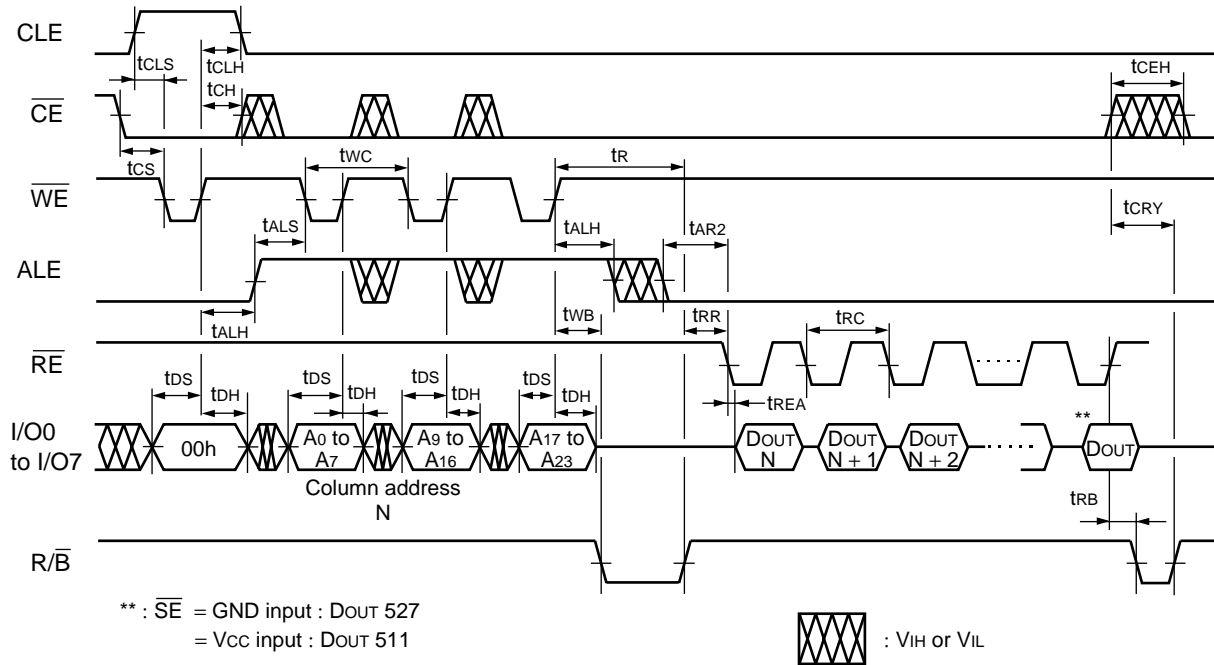 CLE
tCLS
tCLH
tCEH
tCH
CE
tCS
tWC
tR
WE
tALS
tALH
tAR2
tCRY
ALE
tALH
tWB
tRR
tRC
RE
tDS
tDH
tDS
tDH
tDS
tDH
tDS
tDH
tREA
**
I/O0
to I/O7
00h
A0 to
A7
A9 to
A16
A17 to
A23
DOUT
N
DOUT
N + 1
DOUT
N + 2
DOUT
Column address
N
tRB
R/B
** : SE = GND input : DOUT 527
= VCC input : DOUT 511
: VIH or VIL